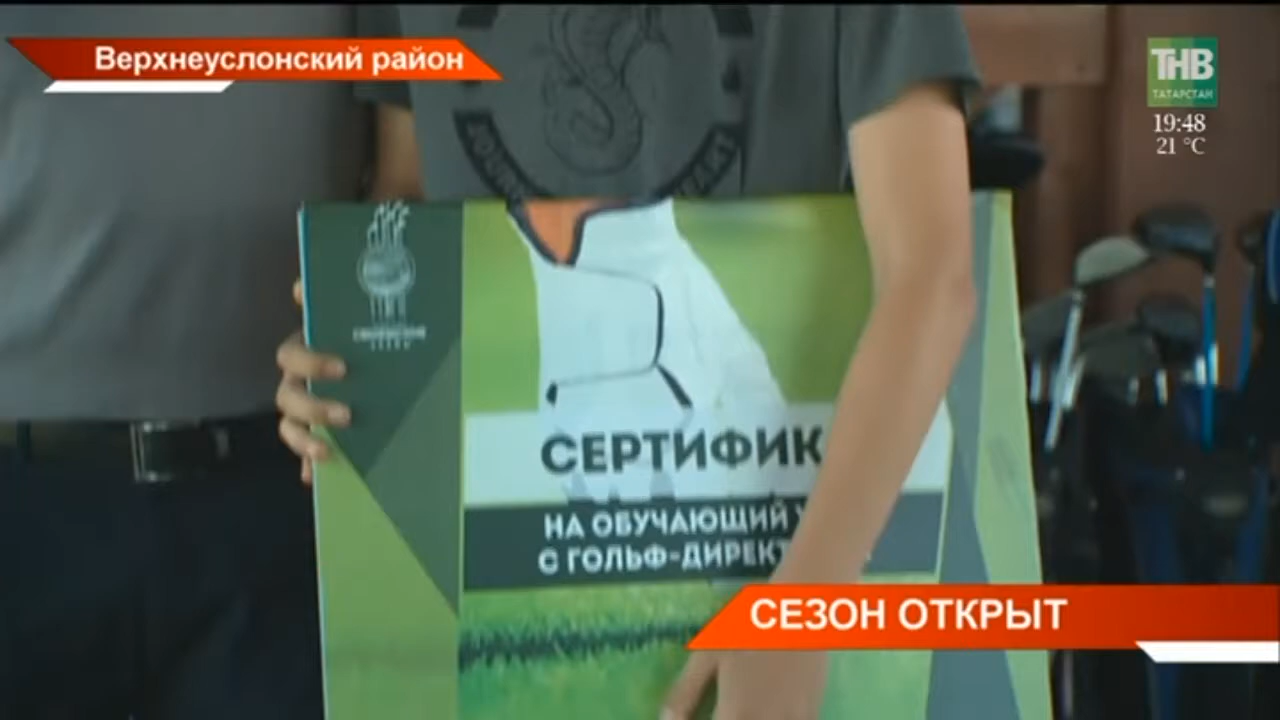 Верхнеуслонский район
ТНВ
ТАТАРСТАН
19:48
21 °C
СЕРТИФИК
НА ОБУЧАЮЩИЙ
С ГОЛЬФ-ДИРЕКТ
СЕЗОН ОТКРЫТ